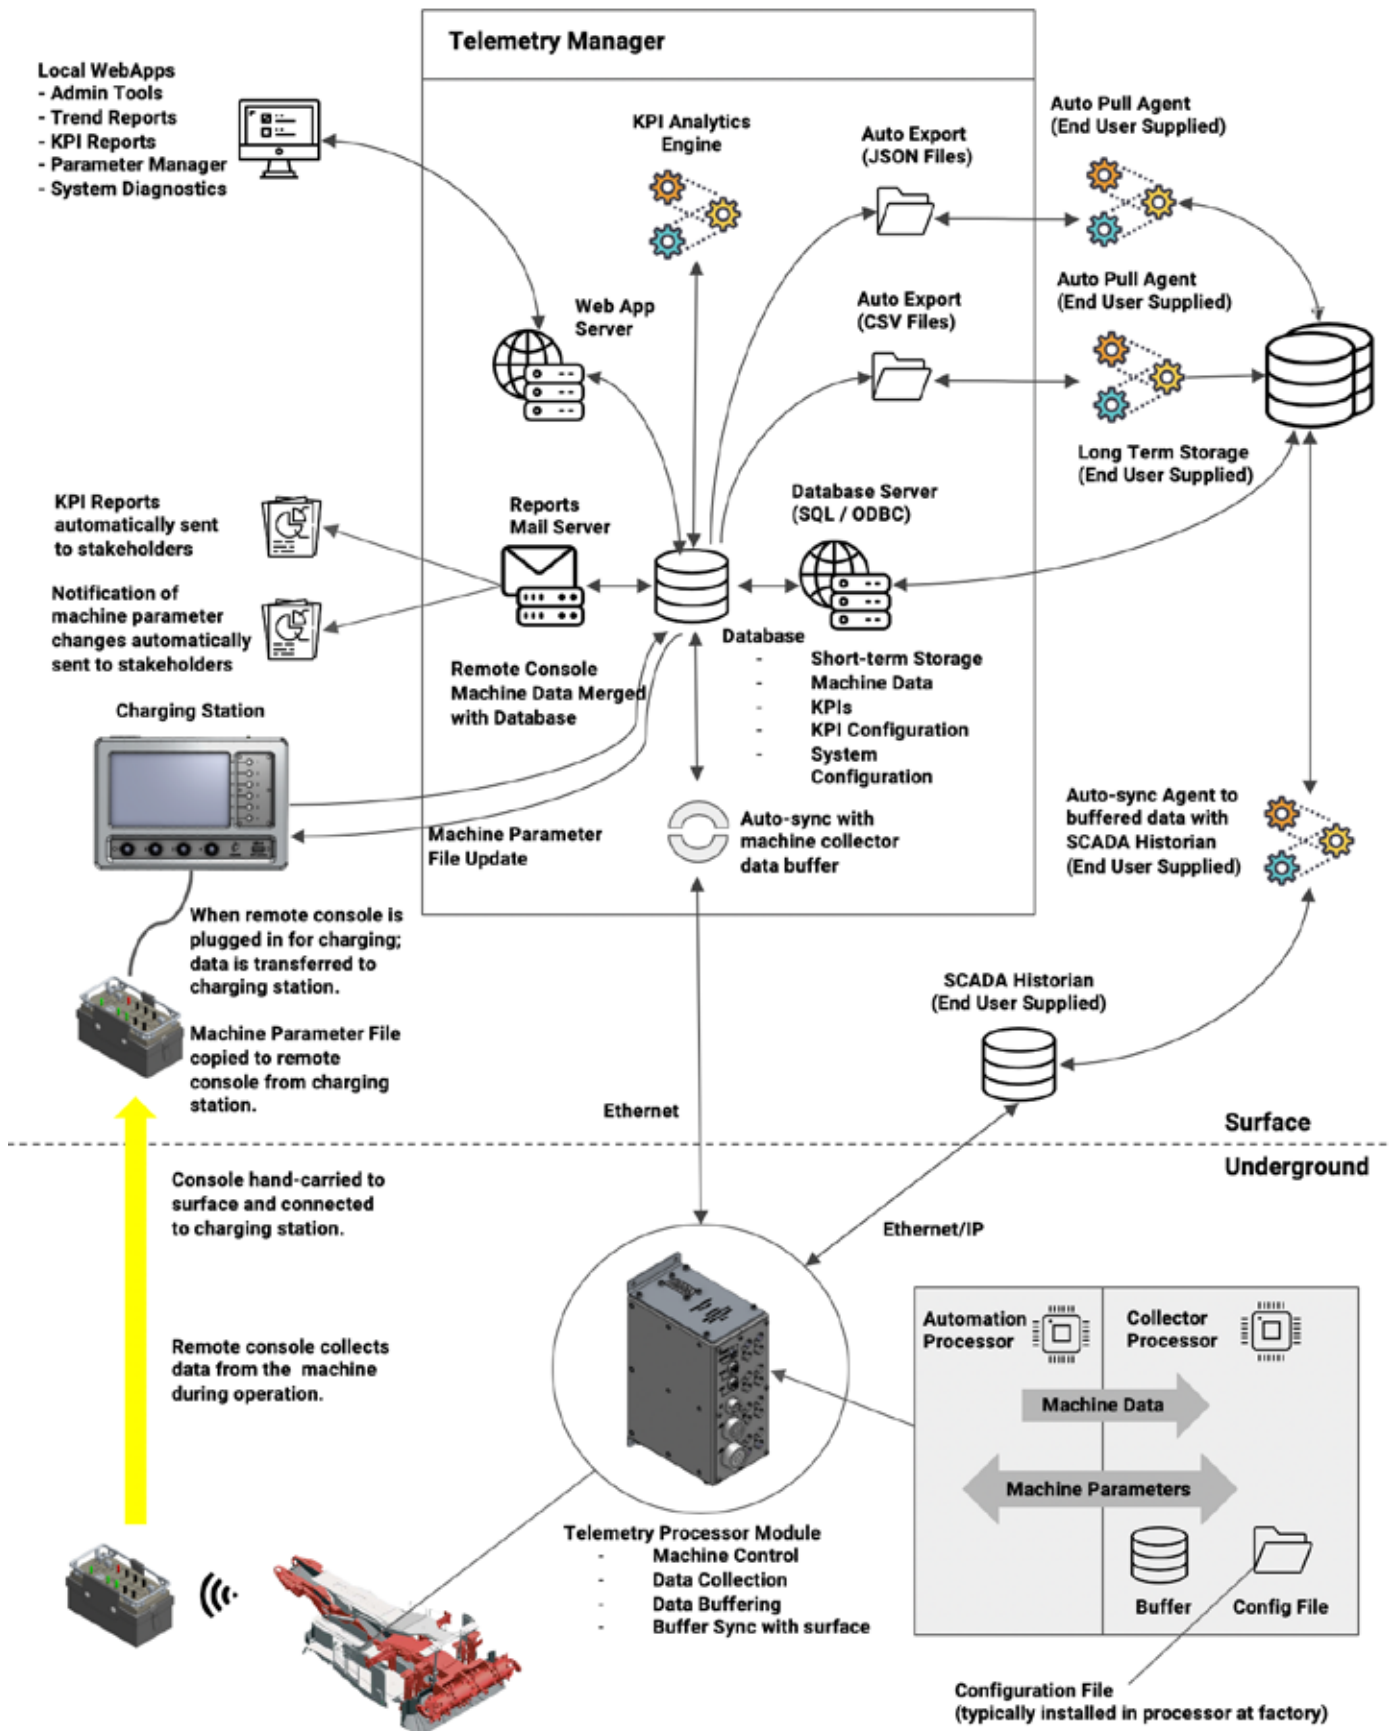 Telemetry Manager
Local WebApps
- Admin Tools
- Trend Reports
- KPI Reports
- Parameter Manager
- System Diagnostics
KPI Analytics
Engine
Auto Export
(JSON Files)
Auto Pull Agent
(End User Supplied)
Web App
Server
Auto Export
(CSV Files)
Auto Pull Agent
(End User Supplied)
Long Term Storage
(End User Supplied)
KPI Reports
automatically sent
to stakeholders
Reports
Mail Server
Database Server
(SQL / ODBC)
Notification of
machine parameter
changes automatically
sent to stakeholders
Database
- Short-term Storage
- Machine Data
- KPIs
- KPI Configuration
- System
Configuration
Remote Console
Machine Data Merged
with Database
Charging Station
Machine Parameter
File Update
Auto-sync with
machine collector
data buffer
Auto-sync Agent to
buffered data with
SCADA Historian
(End User Supplied)
When remote console is
plugged in for charging;
data is transferred to
charging station.
SCADA Historian
(End User Supplied)
Machine Parameter File
copied to remote
console from charging
station.
Ethernet
Surface
Underground
Console hand-carried to
surface and connected
to charging station.
Ethernet/IP
Remote console collects
data from the machine
during operation.
Automation
Processor
Collector
Processor
Machine Data
Machine Parameters
Buffer
Config File
Telemetry Processor Module
- Machine Control
- Data Collection
- Data Buffering
- Buffer Sync with surface
Configuration File
(typically installed in processor at factory)